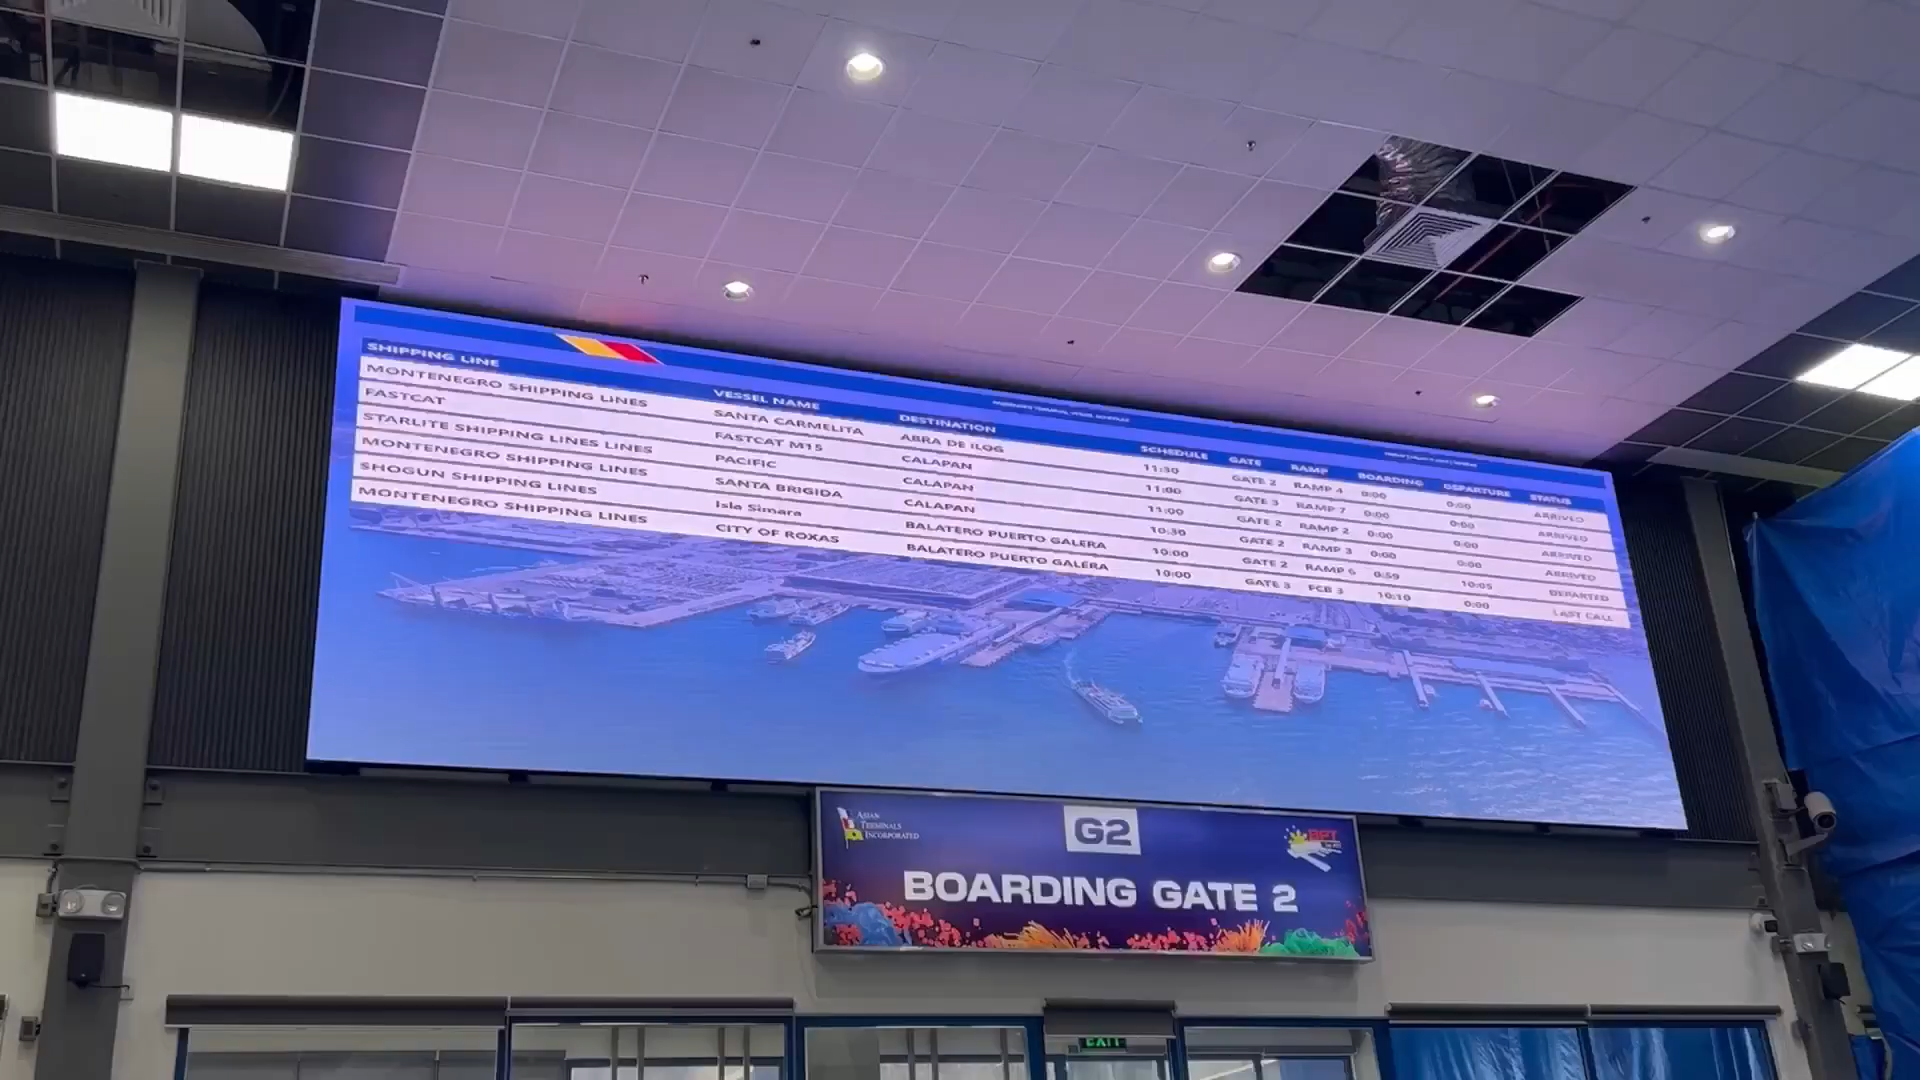 SHIPPING LINE VESSEL NAME DESTINATION SCHEDULE GATE RAMP BOARDING DEPARTURE STATUS
MONTENEGRO SHIPPING LINES SANTA CARMELITA ABRA DE ILOG 11:30 GATE 2 RAMP 4 0:00 0:00 ARRIVED
FASTCAT FASTCAT M15 CALAPAN 11:00 GATE 3 RAMP 7 0:00 0:00 ARRIVED
STARLITE SHIPPING LINES LINES PACIFIC CALAPAN 11:00 GATE 2 RAMP 2 0:00 0:00 ARRIVED
MONTENEGRO SHIPPING LINES SANTA BRIGIDA CALAPAN 10:30 GATE 2 RAMP 3 0:00 0:00 ARRIVED
SHOGUN SHIPPING LINES Isla Simara BALATERO PUERTO GALERA 10:00 GATE 2 RAMP 6 0:59 10:05 DEPARTED
MONTENEGRO SHIPPING LINES CITY OF ROXAS BALATERO PUERTO GALERA 10:00 GATE 3 FCB 3 10:10 0:00 LAST CALL
ASIAN
TERMINALS
INCORPORATED
G2
BPT
BOARDING GATE 2
EXIT